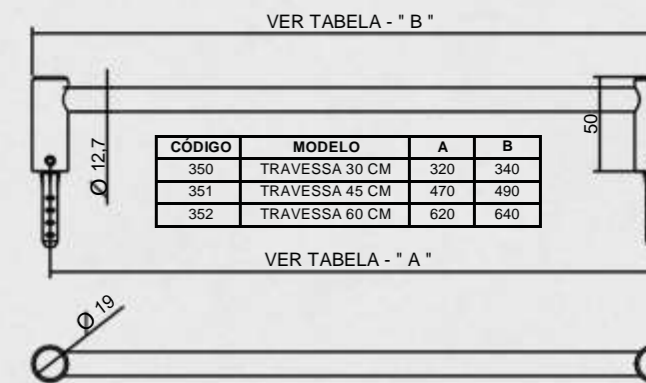 VER TABELA - " B "
50
Ø 12,7
CÓDIGO MODELO A B
350 TRAVESSA 30 CM 320 340
351 TRAVESSA 45 CM 470 490
352 TRAVESSA 60 CM 620 640
VER TABELA - " A "
Ø 19